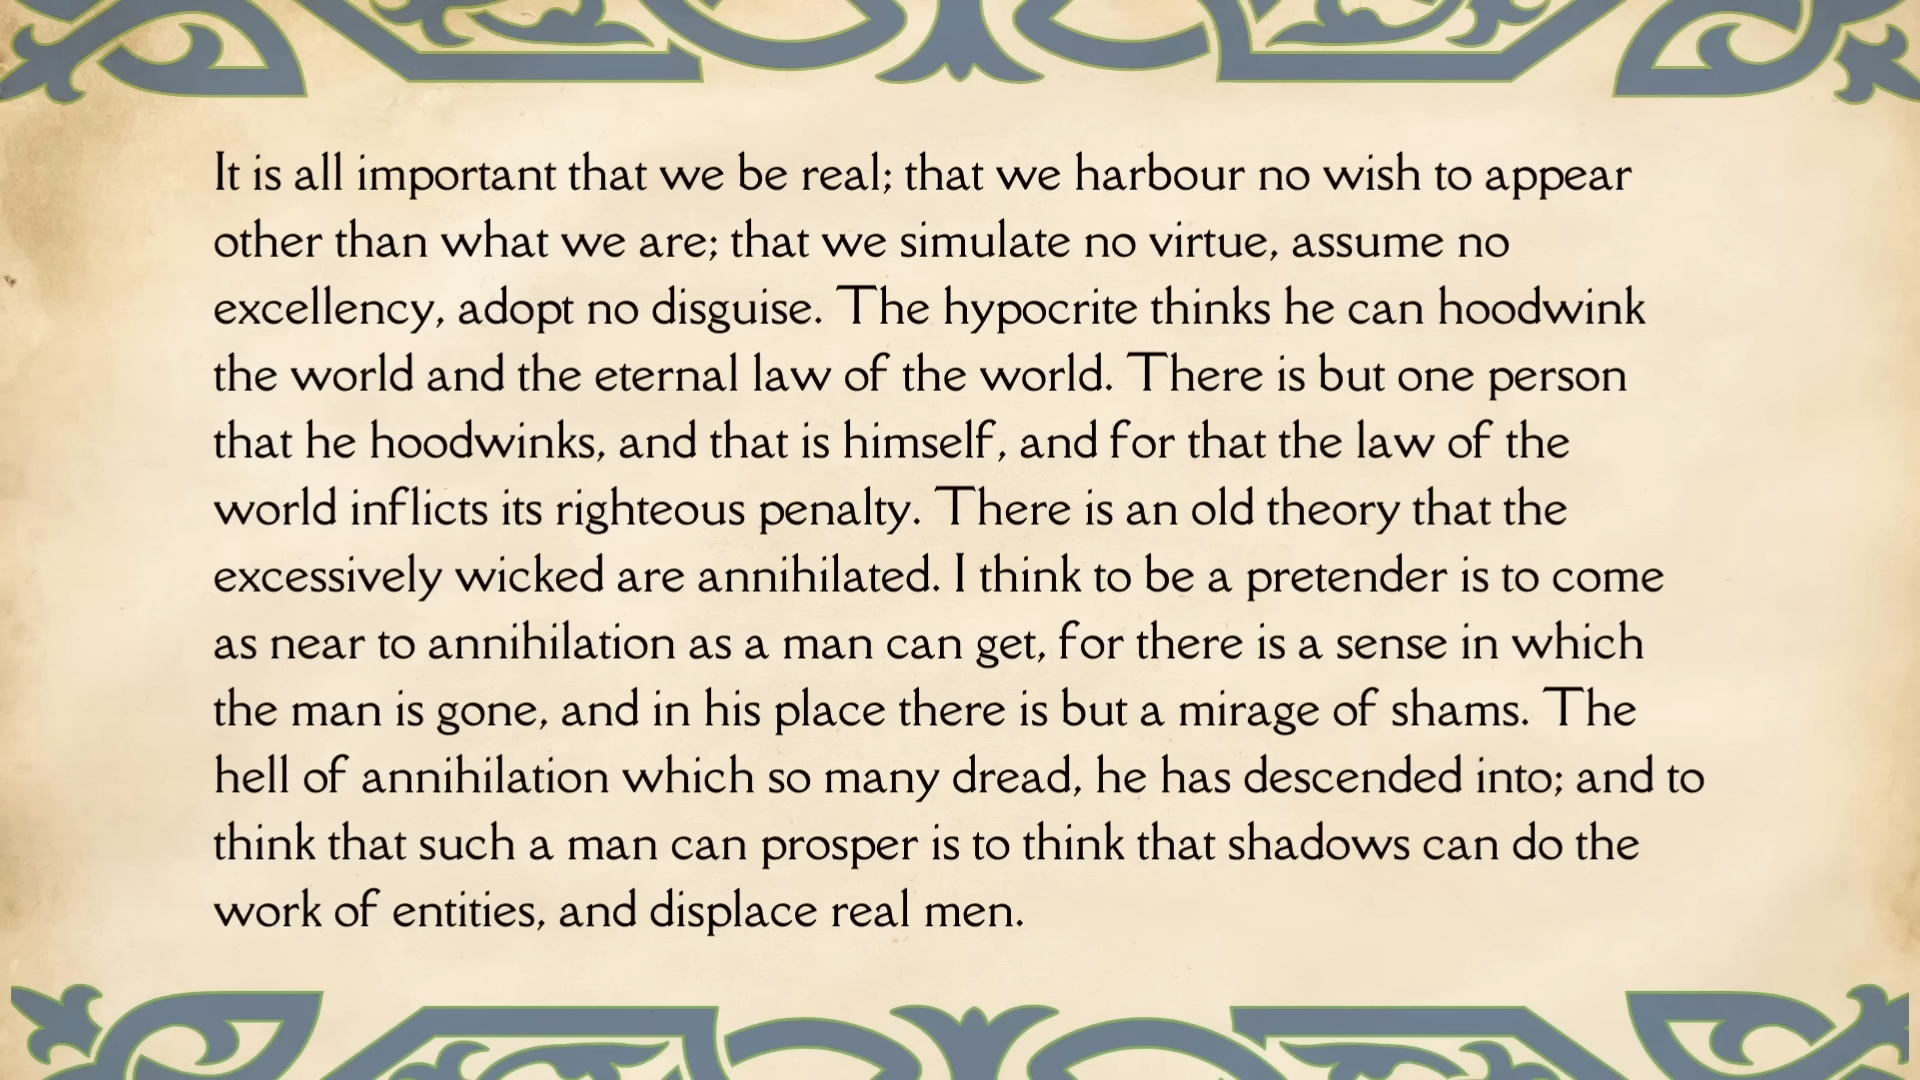 It is all important that we be real; that we harbour no wish to appear
other than what we are; that we simulate no virtue, assume no
excellency, adopt no disguise. The hypocrite thinks he can hoodwink
the world and the eternal law of the world. There is but one person
that he hoodwinks, and that is himself, and for that the law of the
world inflicts its righteous penalty. There is an old theory that the
excessively wicked are annihilated. I think to be a pretender is to come
as near to annihilation as a man can get, for there is a sense in which
the man is gone, and in his place there is but a mirage of shams. The
hell of annihilation which so many dread, he has descended into; and to
think that such a man can prosper is to think that shadows can do the
work of entities, and displace real men.